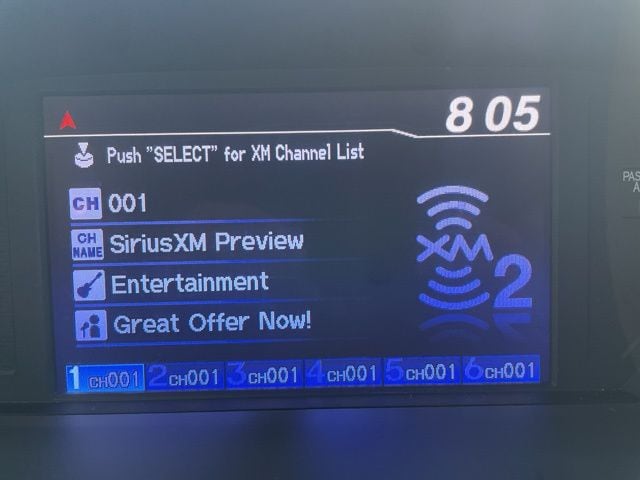 8 05
Push "SELECT" for XM Channel List
CH 001
CH NAME SiriusXM Preview
Entertainment
Great Offer Now!
XM 2
1 CH001 2 CH001 3 CH001 4 CH001 5 CH001 6 CH001
PAS
A